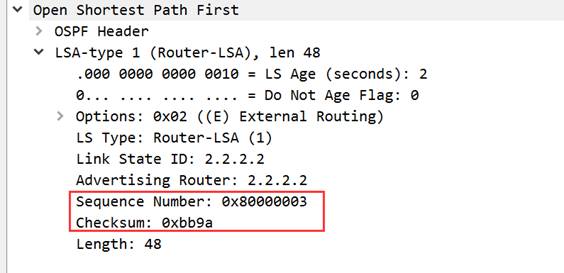 Open Shortest Path First
OSPF Header
LSA-type 1 (Router-LSA), len 48
.000 0000 0000 0010 = LS Age (seconds): 2
0... .... .... .... = Do Not Age Flag: 0
Options: 0x02 ((E) External Routing)
LS Type: Router-LSA (1)
Link State ID: 2.2.2.2
Advertising Router: 2.2.2.2
Sequence Number: 0x80000003
Checksum: 0xbb9a
Length: 48